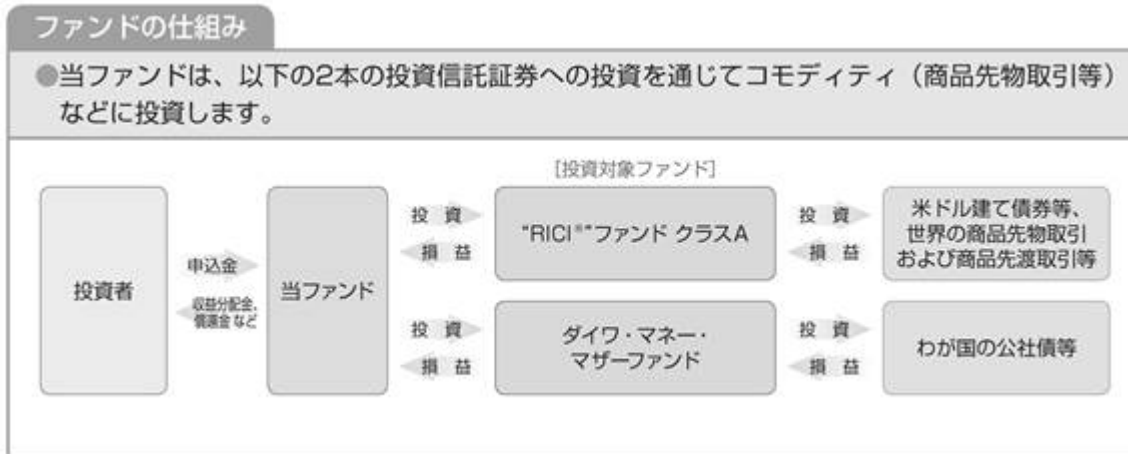 ファンドの仕組み
●当ファンドは、以下の2本の投資信託証券への投資を通じてコモディティ（商品先物取引等）
などに投資します。
[投資対象ファンド]
投資者
申込金
収益分配金、
償還金 など
当ファンド
投 資
損 益
"RICI®"ファンド クラスA
投 資
損 益
米ドル建て債券等、
世界の商品先物取引
および商品先渡取引等
投 資
損 益
ダイワ・マネー・
マザーファンド
投 資
損 益
わが国の公社債等